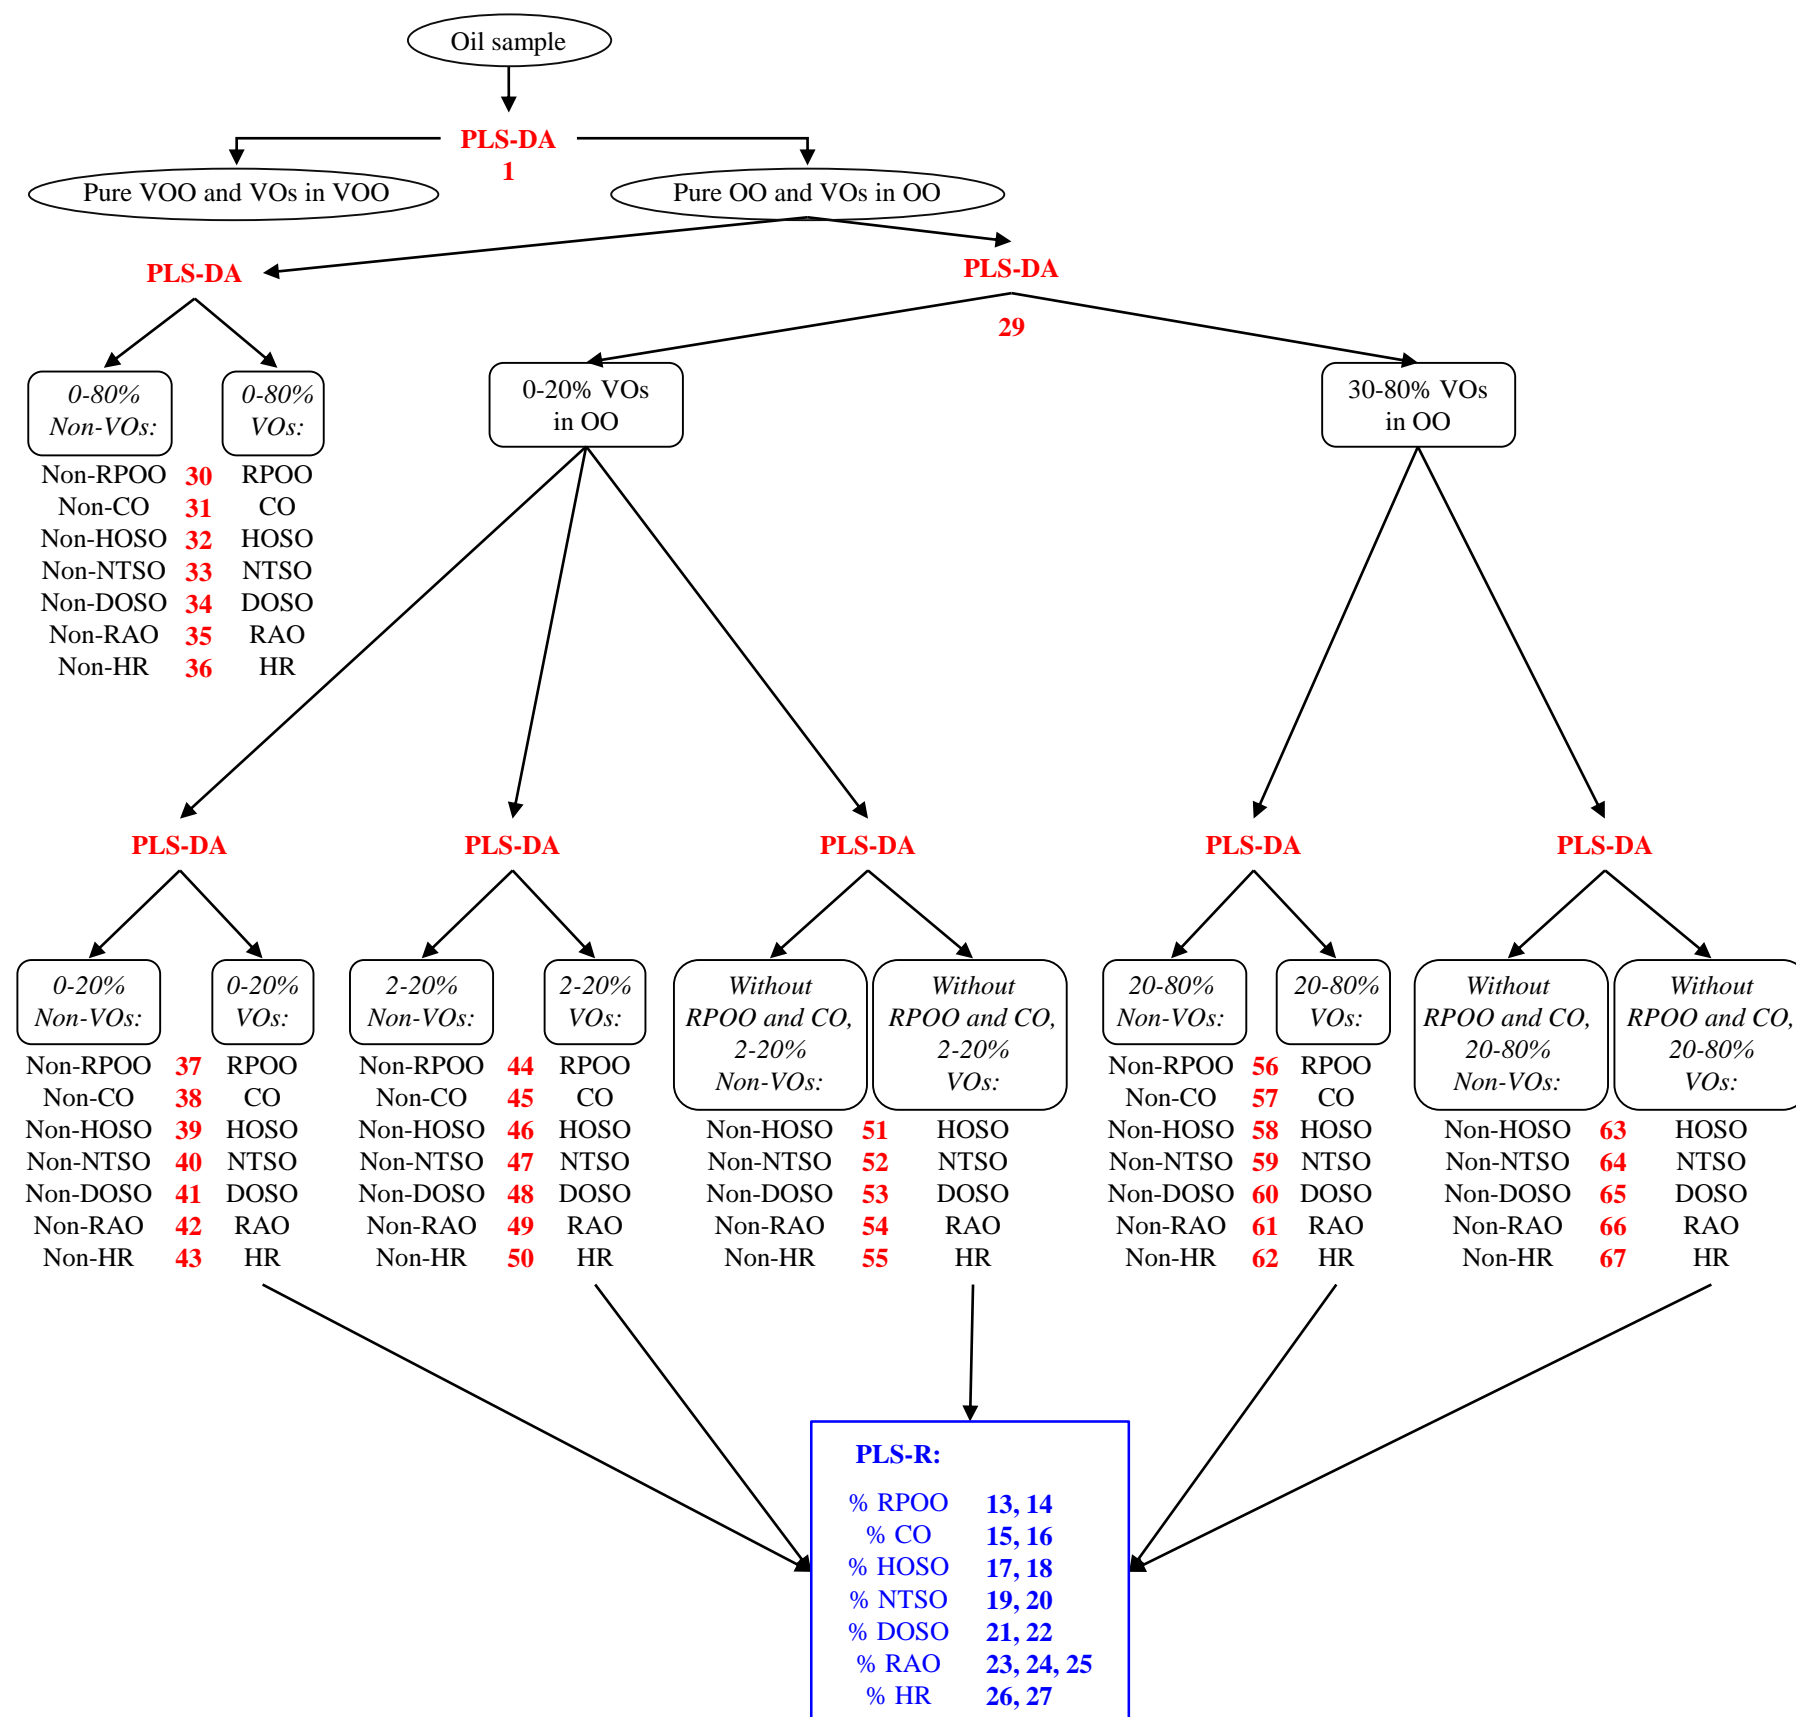 Oil sample
PLS-DA
1
Pure VOO and VOs in VOO
Pure OO and VOs in OO
PLS-DA
PLS-DA
29
0-80%
Non-VOs:
0-80%
VOs:
Non-RPOO 30 RPOO
Non-CO 31 CO
Non-HOSO 32 HOSO
Non-NTSO 33 NTSO
Non-DOSO 34 DOSO
Non-RAO 35 RAO
Non-HR 36 HR
0-20% VOs
in OO
30-80% VOs
in OO
PLS-DA
0-20%
Non-VOs:
0-20%
VOs:
Non-RPOO 37 RPOO
Non-CO 38 CO
Non-HOSO 39 HOSO
Non-NTSO 40 NTSO
Non-DOSO 41 DOSO
Non-RAO 42 RAO
Non-HR 43 HR
PLS-DA
2-20%
Non-VOs:
2-20%
VOs:
Non-RPOO 44 RPOO
Non-CO 45 CO
Non-HOSO 46 HOSO
Non-NTSO 47 NTSO
Non-DOSO 48 DOSO
Non-RAO 49 RAO
Non-HR 50 HR
PLS-DA
Without
RPOO and CO,
2-20%
Non-VOs:
Without
RPOO and CO,
2-20%
VOs:
Non-HOSO 51 HOSO
Non-NTSO 52 NTSO
Non-DOSO 53 DOSO
Non-RAO 54 RAO
Non-HR 55 HR
PLS-DA
20-80%
Non-VOs:
20-80%
VOs:
Non-RPOO 56 RPOO
Non-CO 57 CO
Non-HOSO 58 HOSO
Non-NTSO 59 NTSO
Non-DOSO 60 DOSO
Non-RAO 61 RAO
Non-HR 62 HR
PLS-DA
Without
RPOO and CO,
20-80%
Non-VOs:
Without
RPOO and CO,
20-80%
VOs:
Non-HOSO 63 HOSO
Non-NTSO 64 NTSO
Non-DOSO 65 DOSO
Non-RAO 66 RAO
Non-HR 67 HR
PLS-R:
% RPOO 13, 14
% CO 15, 16
% HOSO 17, 18
% NTSO 19, 20
% DOSO 21, 22
% RAO 23, 24, 25
% HR 26, 27